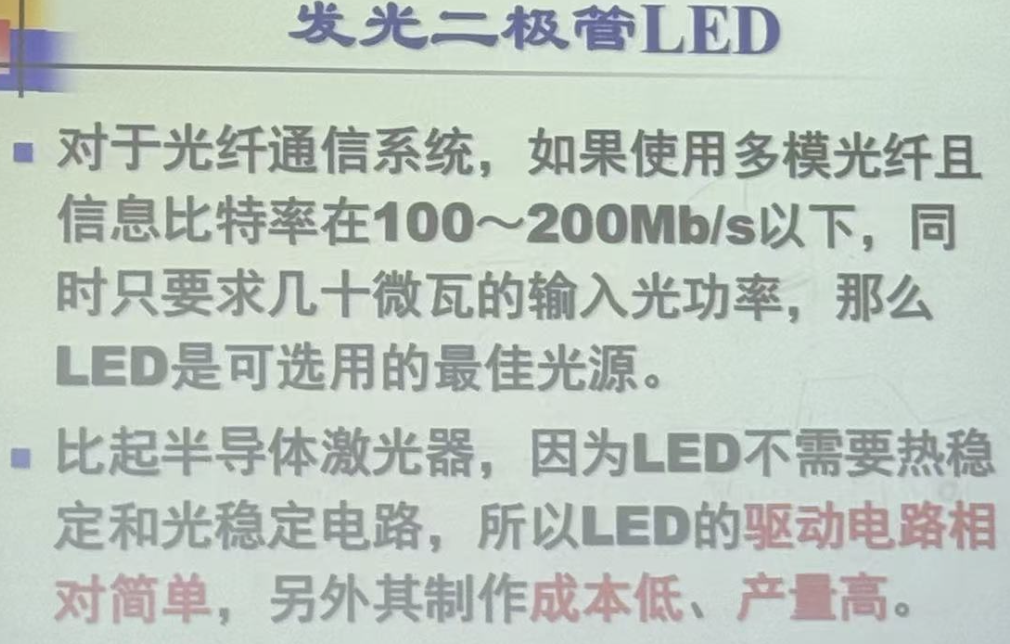 发光二极管LED
对于光纤通信系统，如果使用多模光纤且
信息比特率在100～200Mb/s以下，同
时只要求几十微瓦的输入光功率，那么
LED是可选用的最佳光源。
比起半导体激光器，因为LED不需要热稳
定和光稳定电路，所以LED的驱动电路相
对简单，另外其制作成本低、产量高。